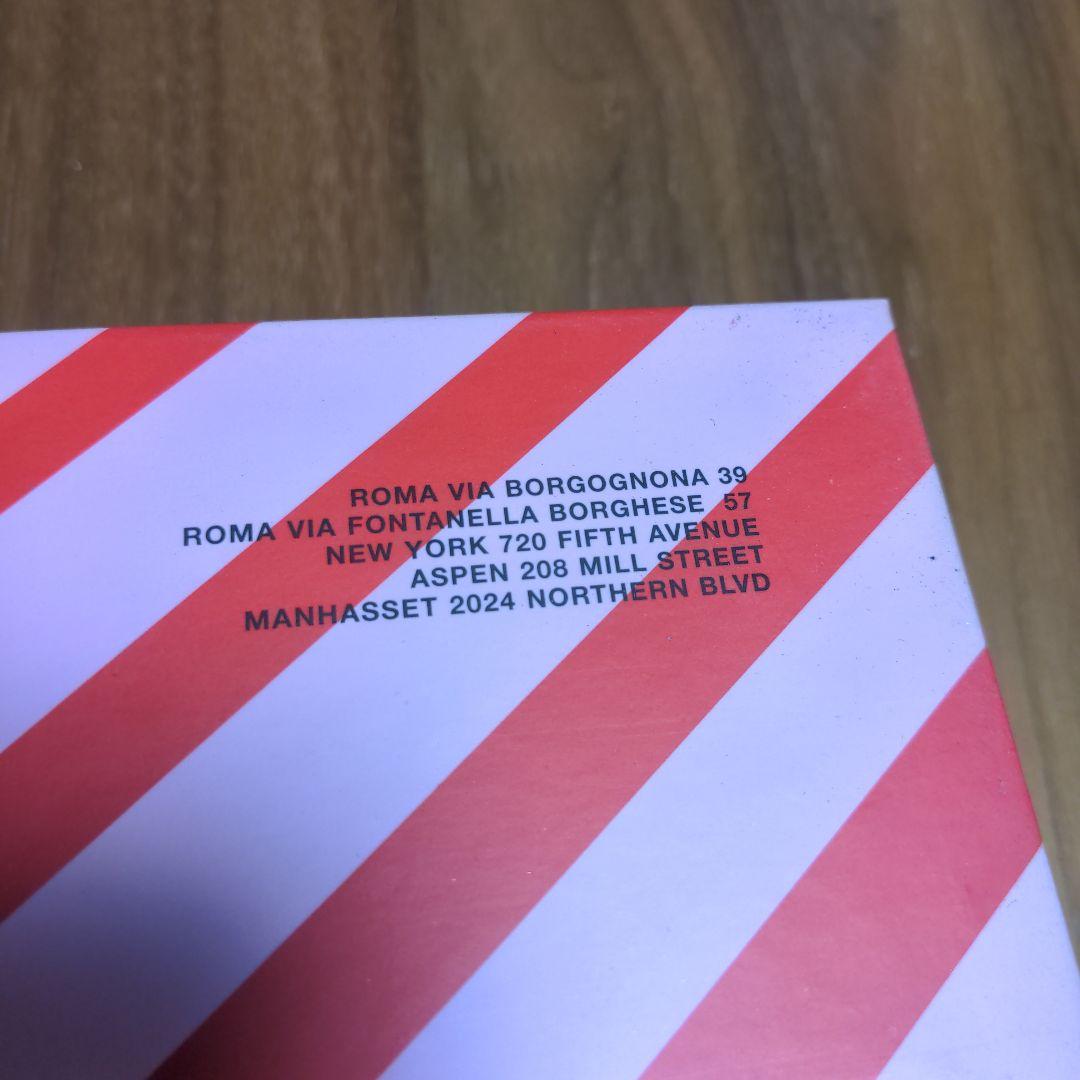 ROMA VIA BORGOGNONA 39
ROMA VIA FONTANELLA BORGHESE 57
NEW YORK 720 FIFTH AVENUE
ASPEN 208 MILL STREET
MANHASSET 2024 NORTHERN BLVD